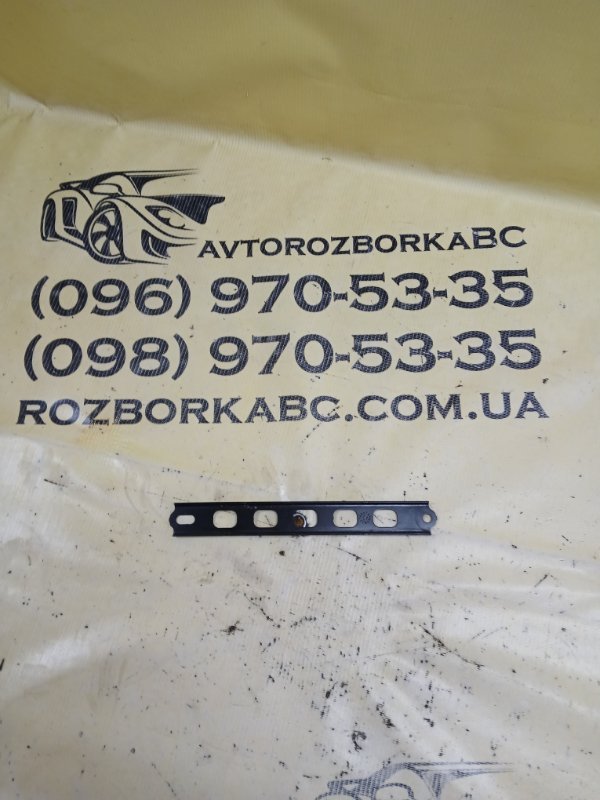 AVTOROZBORKABC
(096) 970-53-35
(098) 970-53-35
ROZBORKABC.COM.UA